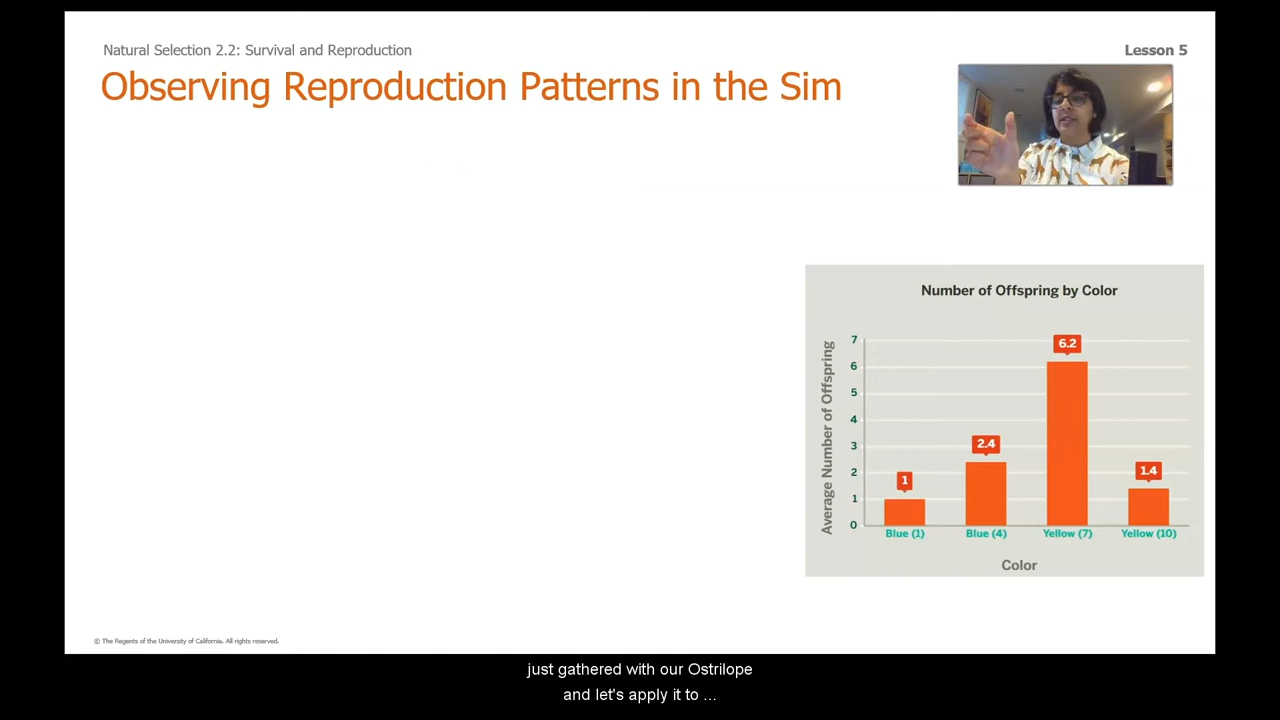 Natural Selection 2.2: Survival and Reproduction
Lesson 5
Observing Reproduction Patterns in the Sim
Number of Offspring by Color
Average Number of Offspring
7
6
5
4
3
2
1
0
1
2.4
6.2
1.4
Blue (1)
Blue (4)
Yellow (7)
Yellow (10)
Color
© The Regents of the University of California. All rights reserved.
just gathered with our Ostrilope
and let's apply it to ...